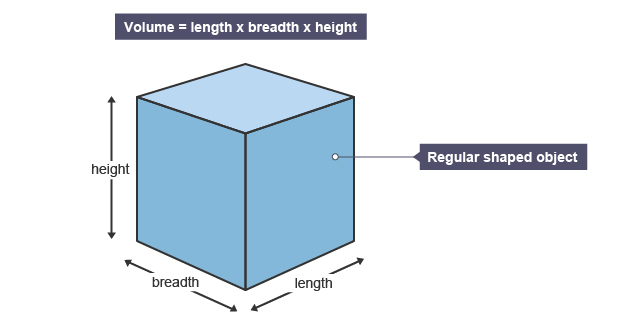 Volume = length x breadth x height
Regular shaped object
height
breadth
length